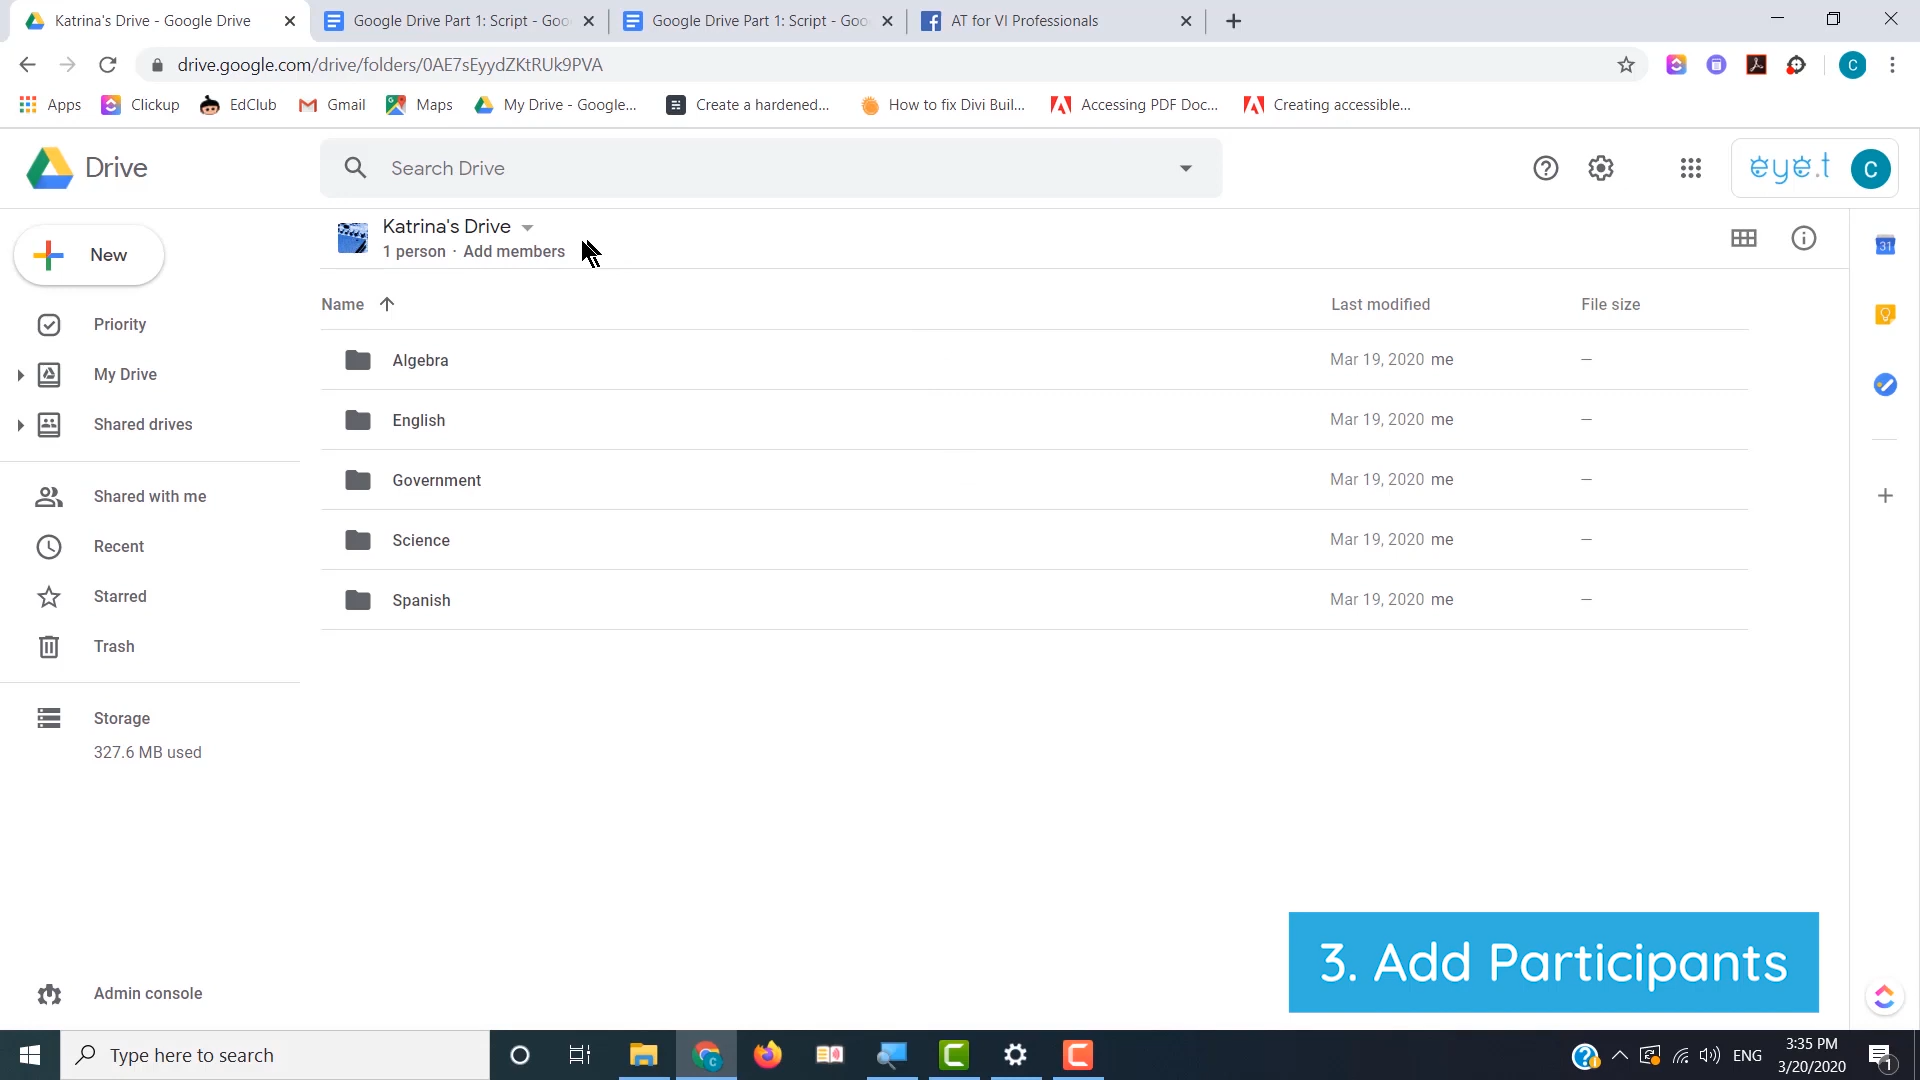 Katrina's Drive - Google Drive
Google Drive Part 1: Script - Goo
Google Drive Part 1: Script - Goo
AT for VI Professionals
drive.google.com/drive/folders/0AE7sEyydZKtRUk9PVA
C
Apps
Clickup
EdClub
Gmail
Maps
My Drive - Google...
Create a hardened...
How to fix Divi Buil...
Accessing PDF Doc...
Creating accessible...
Drive
Search Drive
eye.t
C
New
Katrina's Drive
1 person · Add members
31
Name
Last modified
File size
Priority
My Drive
Shared drives
Shared with me
Recent
Starred
Trash
Storage
327.6 MB used
Admin console
Algebra
Mar 19, 2020 me
—
English
Mar 19, 2020 me
—
Government
Mar 19, 2020 me
—
Science
Mar 19, 2020 me
—
Spanish
Mar 19, 2020 me
—
3. Add Participants
Type here to search
C
ENG
3:35 PM
3/20/2020
1